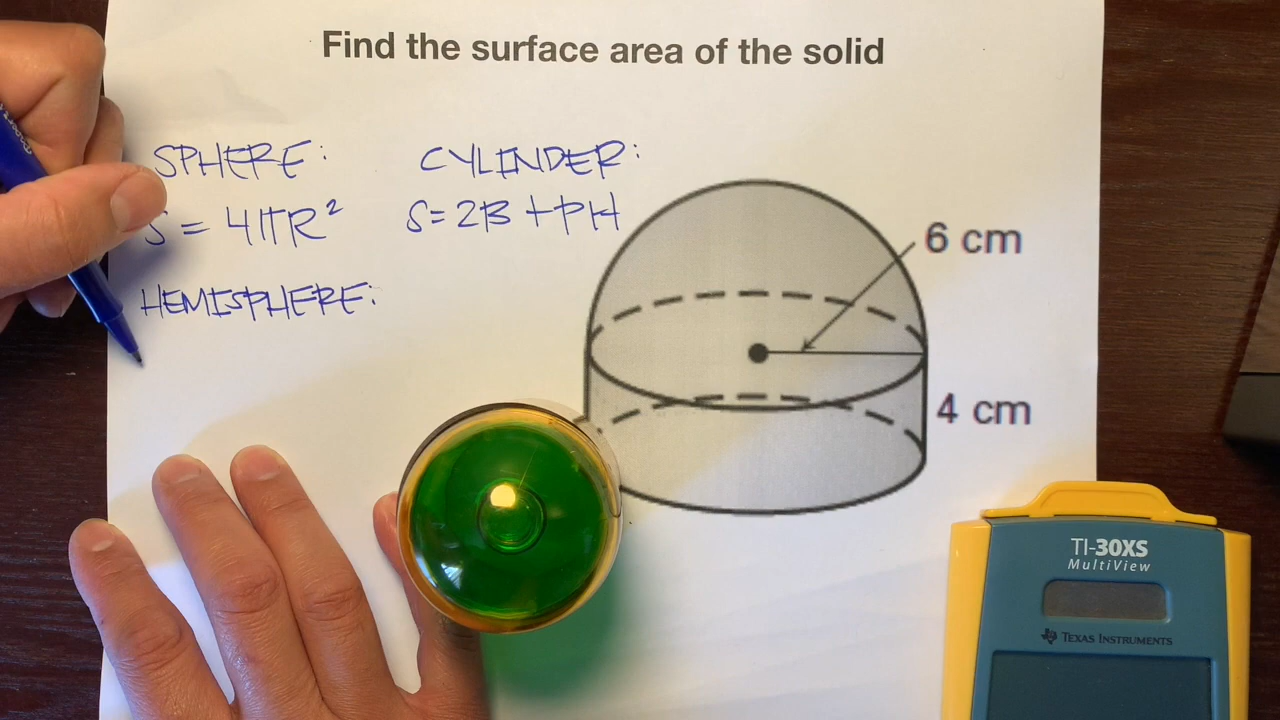 Find the surface area of the solid
SPHERE: CYLINDER:
S = 4πR² S=2B+PH
HEMISPHERE:
6 cm
4 cm
TI-30XS
MultiView
TEXAS INSTRUMENTS